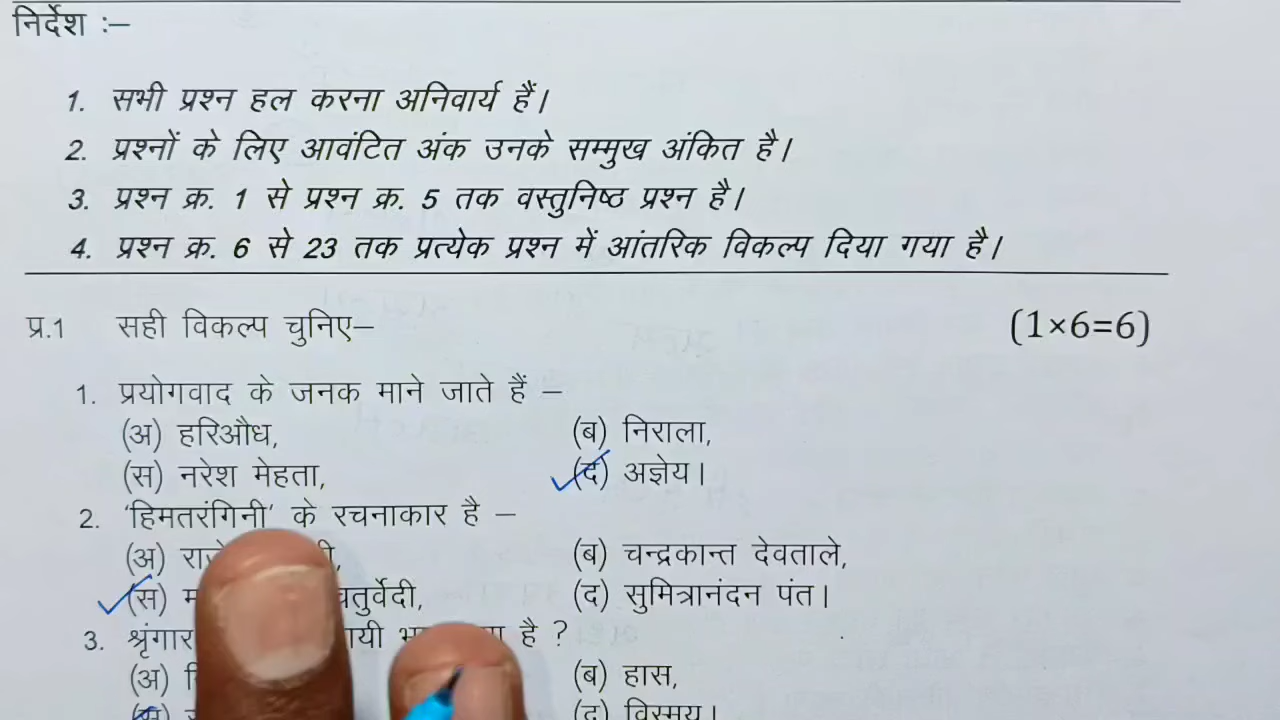 निर्देश :–
1. सभी प्रश्न हल करना अनिवार्य हैं।
2. प्रश्नों के लिए आवंटित अंक उनके सम्मुख अंकित है।
3. प्रश्न क्र. 1 से प्रश्न क्र. 5 तक वस्तुनिष्ठ प्रश्न है।
4. प्रश्न क्र. 6 से 23 तक प्रत्येक प्रश्न में आंतरिक विकल्प दिया गया है।
प्र.1 सही विकल्प चुनिए– (1×6=6)
1. प्रयोगवाद के जनक माने जाते हैं –
(अ) हरिऔध, (ब) निराला,
(स) नरेश मेहता, (द) अज्ञेय।
2. 'हिमतरंगिनी' के रचनाकार है –
(अ) (ब) चन्द्रकान्त देवताले,
(स) चतुर्वेदी, (द) सुमित्रानंदन पंत।
3. श्रृंगार है ?
(अ) (ब) हास,
(द) विस्मय।